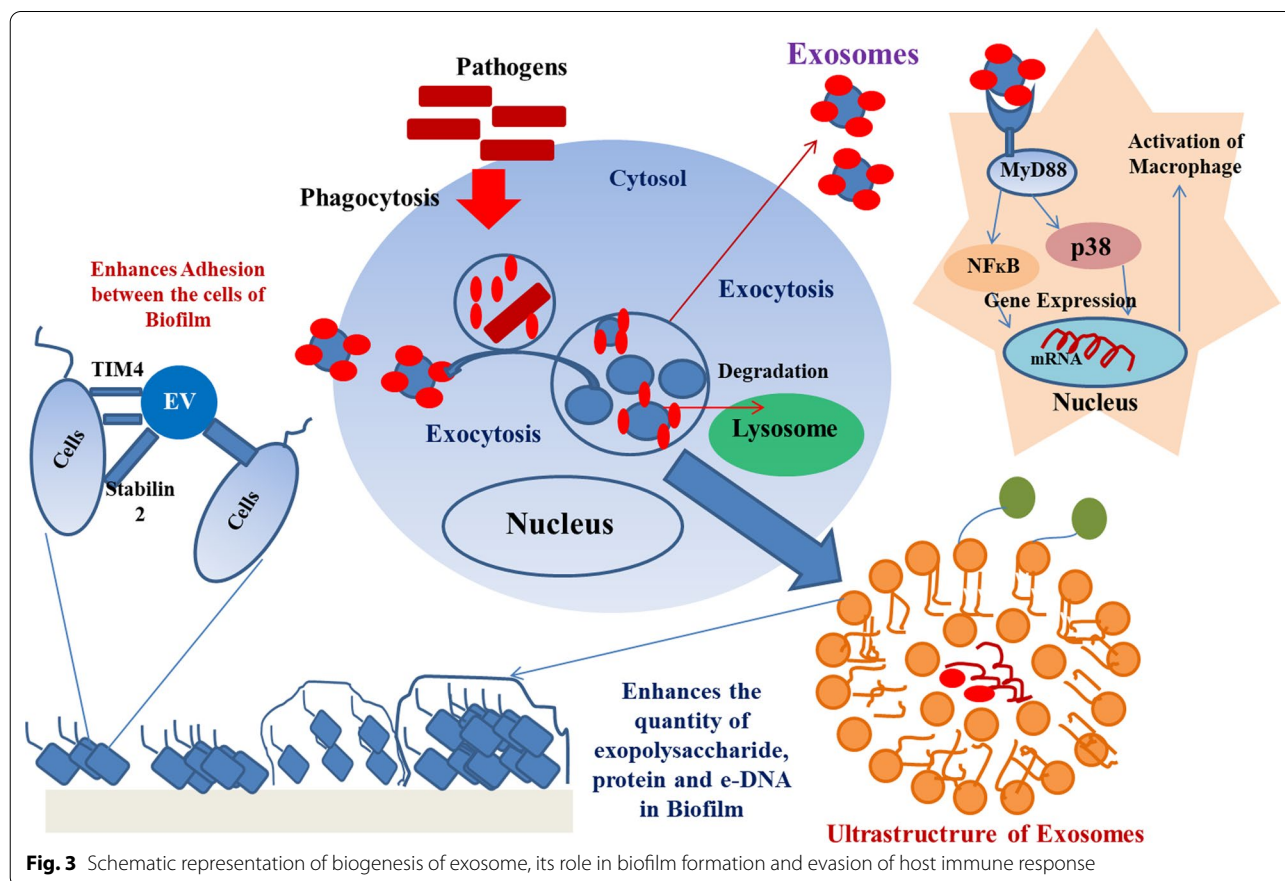 Pathogens
Phagocytosis
Cytosol
Exosomes
Exocytosis
Exocytosis
Degradation
Lysosome
Nucleus
MyD88
Activation of
Macrophage
NFκB
p38
Gene Expression
mRNA
Nucleus
Enhances Adhesion
between the cells of
Biofilm
TIM4
EV
Cells
Stabilin
2
Cells
Enhances the
quantity of
exopolysaccharide,
protein and e-DNA
in Biofilm
Ultrastructrure of Exosomes
Fig. 3 Schematic representation of biogenesis of exosome, its role in biofilm formation and evasion of host immune response